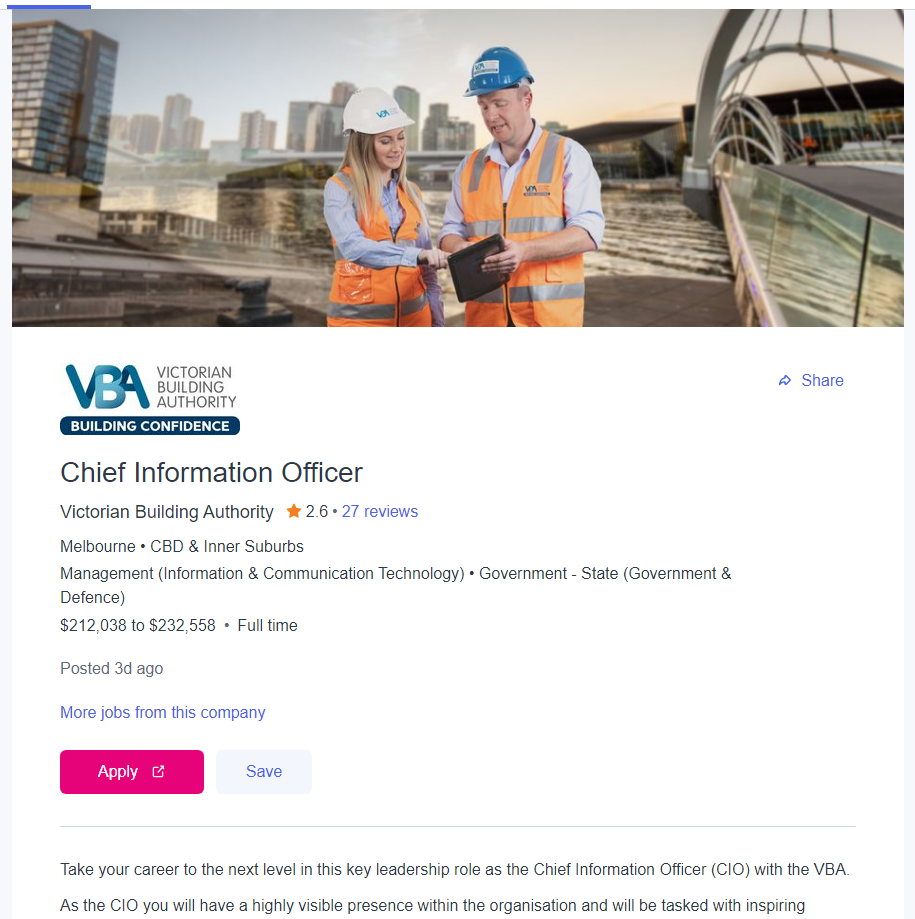 VBA
VBA
VBA
VBA VICTORIAN
BUILDING
AUTHORITY
BUILDING CONFIDENCE
Share
Chief Information Officer
Victorian Building Authority 2.6 • 27 reviews
Melbourne • CBD & Inner Suburbs
Management (Information & Communication Technology) • Government - State (Government &
Defence)
$212,038 to $232,558 • Full time
Posted 3d ago
More jobs from this company
Apply
Save
Take your career to the next level in this key leadership role as the Chief Information Officer (CIO) with the VBA.
As the CIO you will have a highly visible presence within the organisation and will be tasked with inspiring